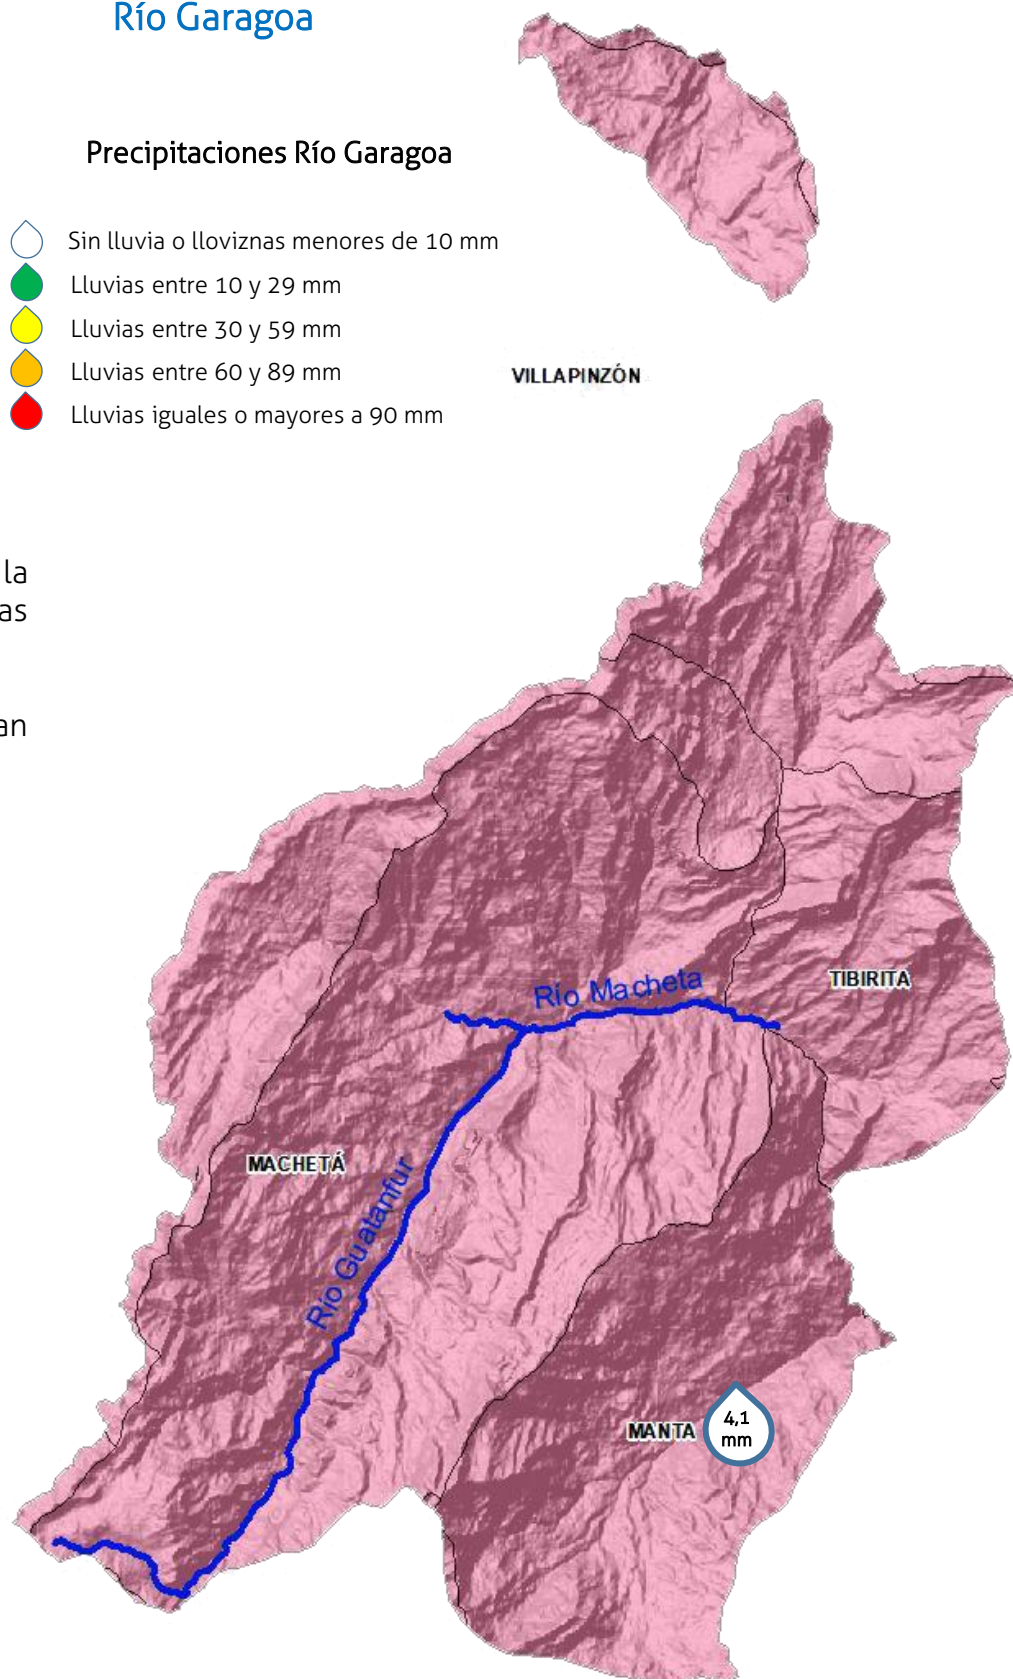 Río Garagoa
Precipitaciones Río Garagoa
Sin lluvia o lloviznas menores de 10 mm
Lluvias entre 10 y 29 mm
Lluvias entre 30 y 59 mm
Lluvias entre 60 y 89 mm
Lluvias iguales o mayores a 90 mm
VILLAPINZÓN
la
as
an
Río Macheta
TIBIRITA
MACHETÁ
Río Guatanfur
MANTA
4,1
mm